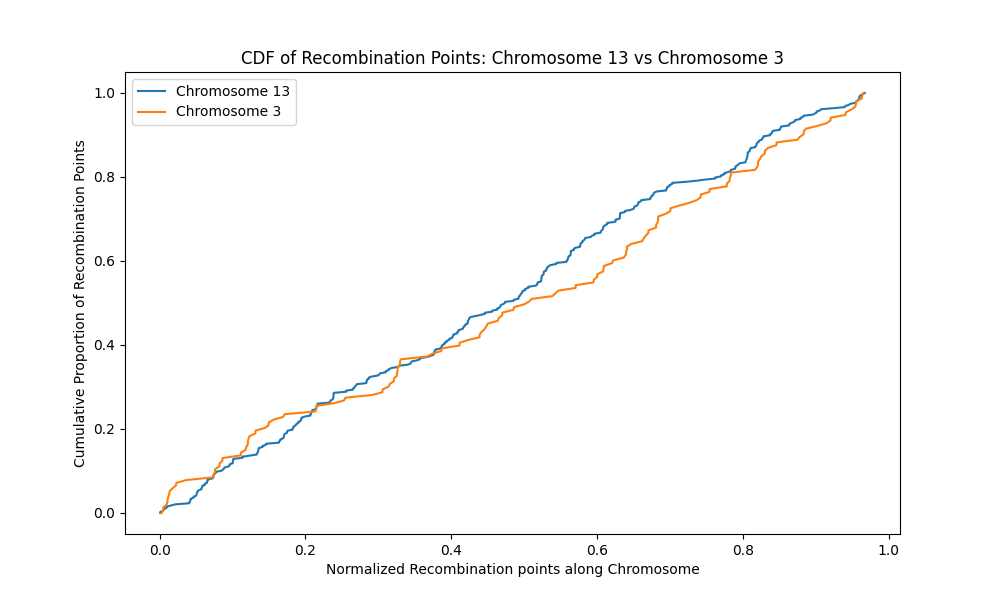 CDF of Recombination Points: Chromosome 13 vs Chromosome 3
Chromosome 13
Chromosome 3
Cumulative Proportion of Recombination Points
1.0
0.8
0.6
0.4
0.2
0.0
0.0 0.2 0.4 0.6 0.8 1.0
Normalized Recombination points along Chromosome